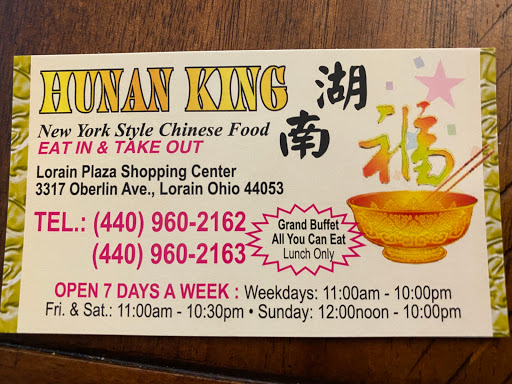 HUNAN KING
湖南
New York Style Chinese Food
EAT IN & TAKE OUT
福
Lorain Plaza Shopping Center
3317 Oberlin Ave., Lorain Ohio 44053
TEL.: (440) 960-2162
(440) 960-2163
Grand Buffet
All You Can Eat
Lunch Only
OPEN 7 DAYS A WEEK : Weekdays: 11:00am - 10:00pm
Fri. & Sat.: 11:00am - 10:30pm • Sunday: 12:00noon - 10:00pm